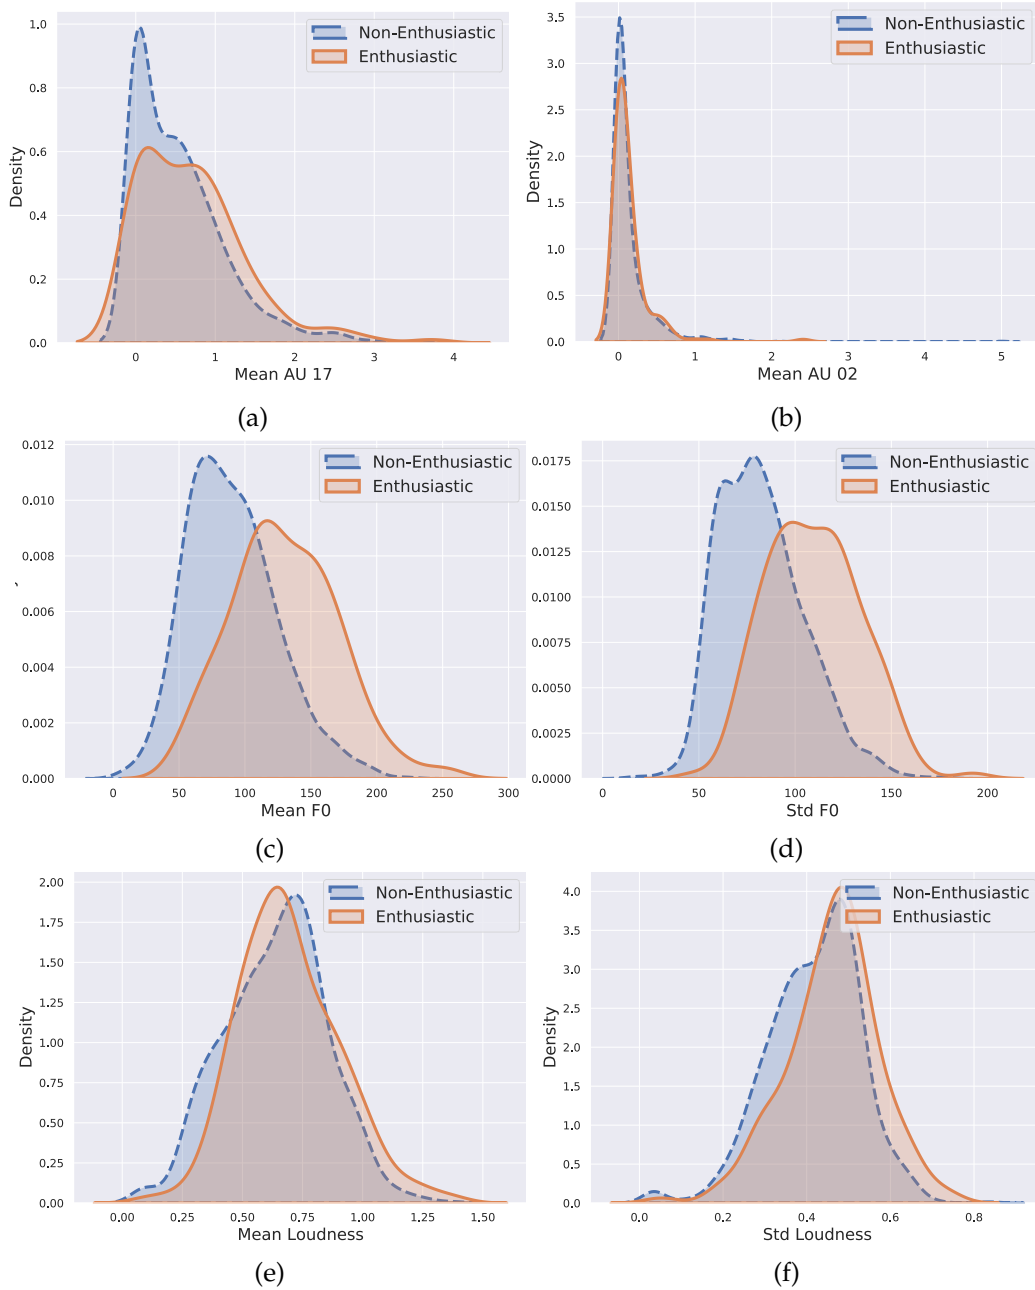 1.0
0.8
0.6
0.4
0.2
0.0
Density
Non-Enthusiastic
Enthusiastic
0 1 2 3 4
Mean AU 17
(a)
3.5
3.0
2.5
2.0
1.5
1.0
0.5
0.0
Density
Non-Enthusiastic
Enthusiastic
0 1 2 3 4 5
Mean AU 02
(b)
0.012
0.010
0.008
0.006
0.004
0.002
0.000
Non-Enthusiastic
Enthusiastic
0 50 100 150 200 250 300
Mean F0
(c)
0.0175
0.0150
0.0125
0.0100
0.0075
0.0050
0.0025
0.0000
Non-Enthusiastic
Enthusiastic
0 50 100 150 200
Std F0
(d)
2.00
1.75
1.50
1.25
1.00
0.75
0.50
0.25
0.00
Density
Non-Enthusiastic
Enthusiastic
0.00 0.25 0.50 0.75 1.00 1.25 1.50
Mean Loudness
(e)
4.0
3.5
3.0
2.5
2.0
1.5
1.0
0.5
0.0
Density
Non-Enthusiastic
Enthusiastic
0.0 0.2 0.4 0.6 0.8
Std Loudness
(f)